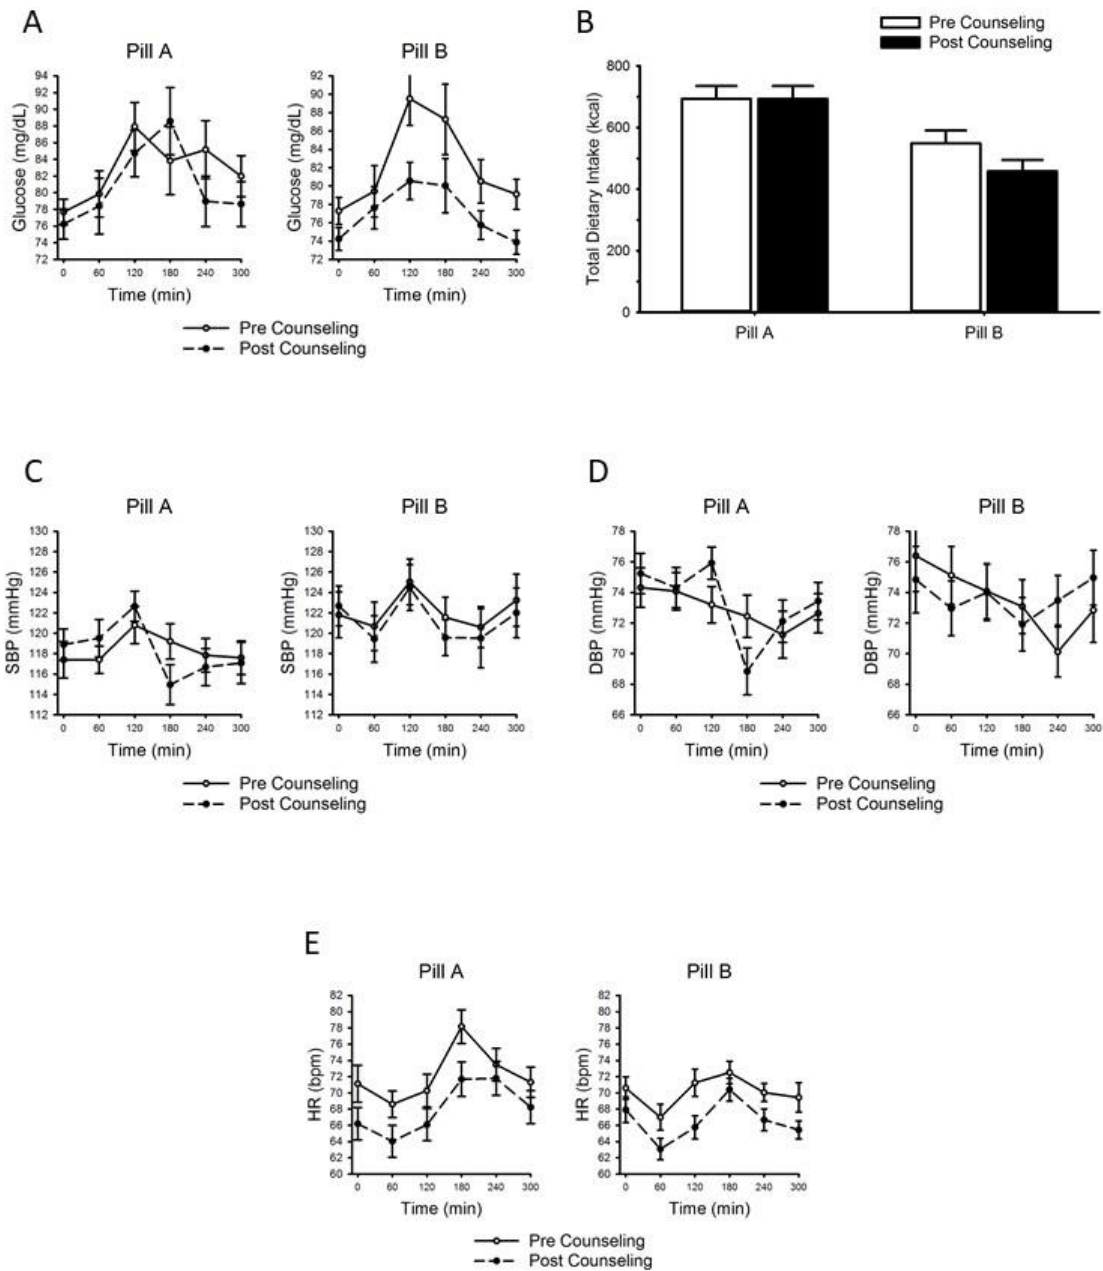 A
Pill A
Pill B
Glucose (mg/dL)
94
92
90
88
86
84
82
80
78
76
74
72
0 60 120 180 240 300
Time (min)
Glucose (mg/dL)
92
90
88
86
84
82
80
78
76
74
72
0 60 120 180 240 300
Time (min)
Pre Counseling
Post Counseling
B
Pre Counseling
Post Counseling
Total Dietary Intake (kcal)
800
600
400
200
0
Pill A
Pill B
C
Pill A
Pill B
SBP (mmHg)
130
128
126
124
122
120
118
116
114
112
0 60 120 180 240 300
Time (min)
SBP (mmHg)
130
128
126
124
122
120
118
116
114
112
0 60 120 180 240 300
Time (min)
Pre Counseling
Post Counseling
D
Pill A
Pill B
DBP (mmHg)
78
76
74
72
70
68
66
0 60 120 180 240 300
Time (min)
DBP (mmHg)
78
76
74
72
70
68
66
0 60 120 180 240 300
Time (min)
Pre Counseling
Post Counseling
E
Pill A
Pill B
HR (bpm)
82
80
78
76
74
72
70
68
66
64
62
60
0 60 120 180 240 300
Time (min)
HR (bpm)
82
80
78
76
74
72
70
68
66
64
62
60
0 60 120 180 240 300
Time (min)
Pre Counseling
Post Counseling